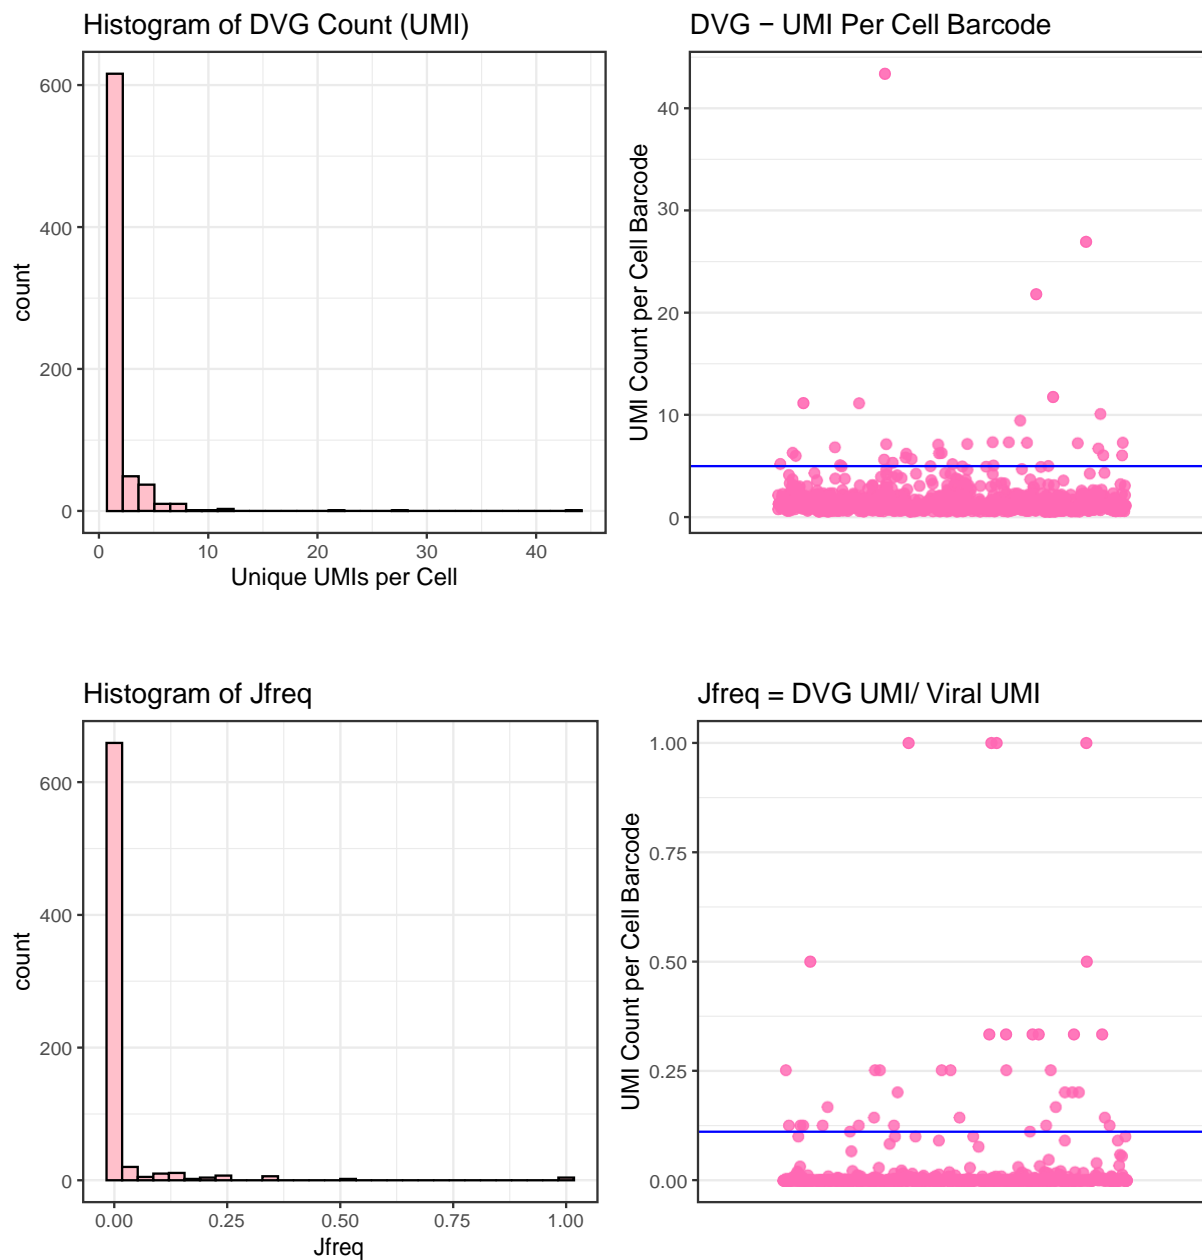 Histogram of DVG Count (UMI)
count
600
400
200
0
0 10 20 30 40
Unique UMIs per Cell
DVG − UMI Per Cell Barcode
UMI Count per Cell Barcode
40
30
20
10
0
Histogram of Jfreq
count
600
400
200
0
0.00 0.25 0.50 0.75 1.00
Jfreq
Jfreq = DVG UMI/ Viral UMI
UMI Count per Cell Barcode
1.00
0.75
0.50
0.25
0.00